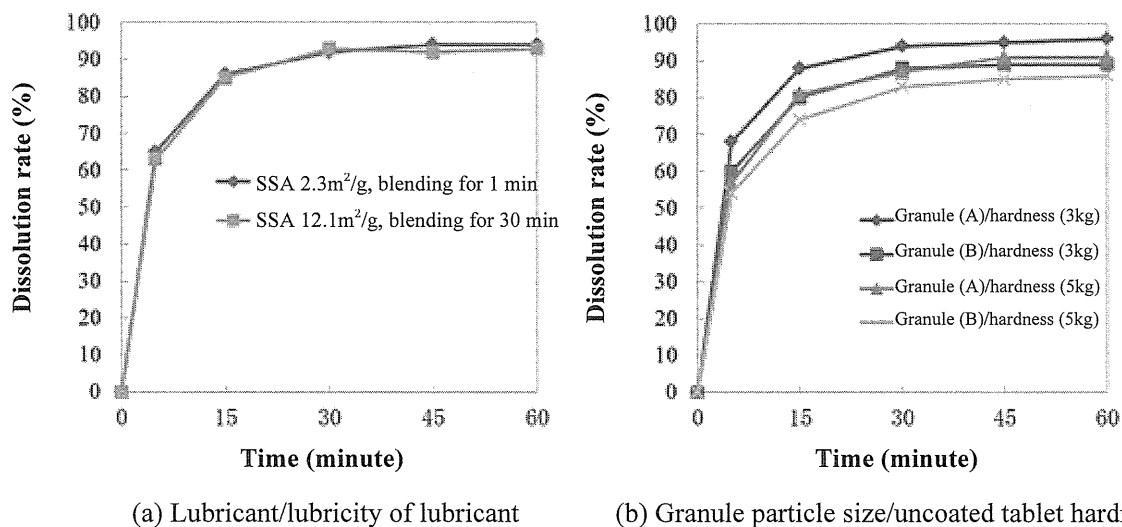 100
90
80
70
60
50
40
30
20
10
0
Dissolution rate (%)
SSA 2.3m²/g, blending for 1 min
SSA 12.1m²/g, blending for 30 min
0 15 30 45 60
Time (minute)
(a) Lubricant/lubricity of lubricant
100
90
80
70
60
50
40
30
20
10
0
Dissolution rate (%)
Granule (A)/hardness (3kg)
Granule (B)/hardness (3kg)
Granule (A)/hardness (5kg)
Granule (B)/hardness (5kg)
0 15 30 45 60
Time (minute)
(b) Granule particle size/uncoated tablet hard